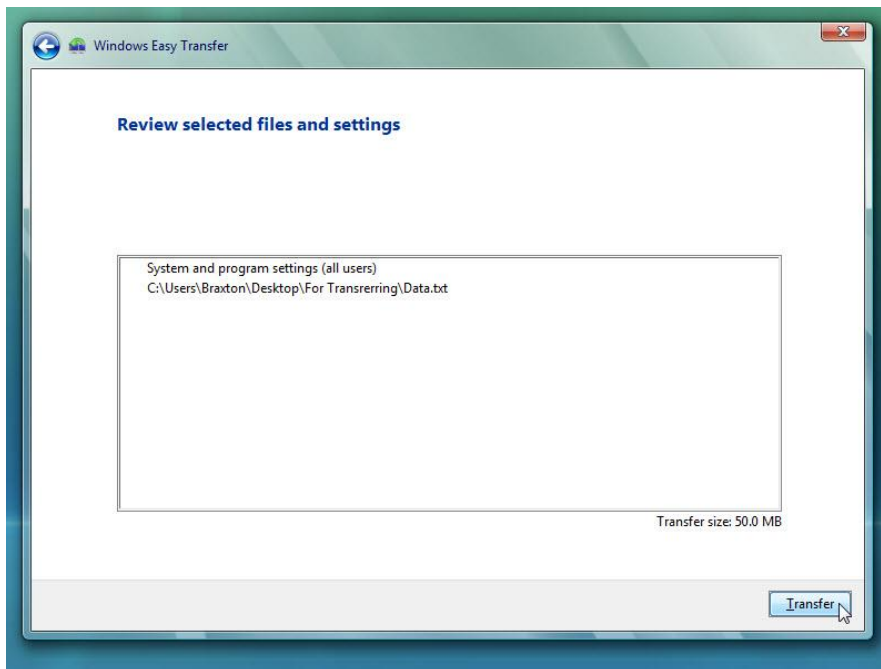 Windows Easy Transfer
Review selected files and settings
System and program settings (all users)
C:\Users\Braxton\Desktop\For Transrerring\Data.txt
Transfer size: 50.0 MB
Transfer